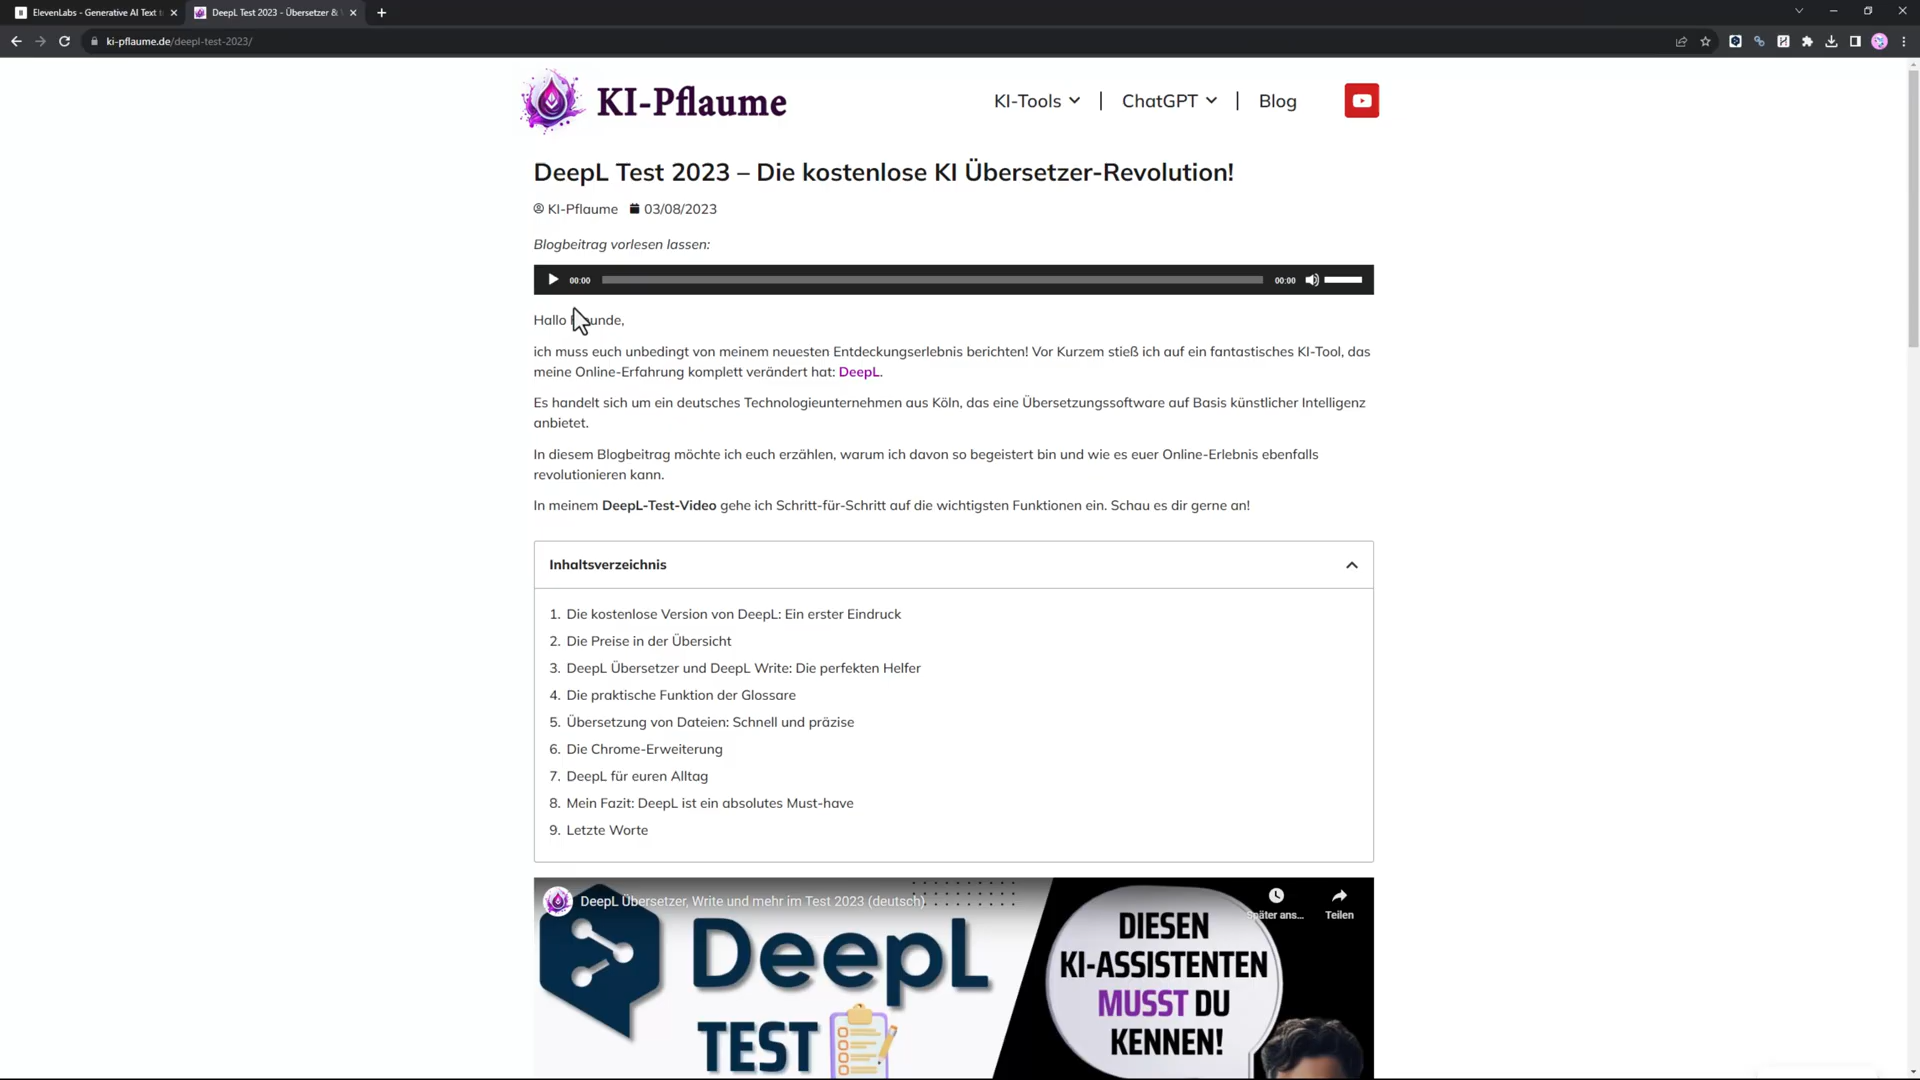 ElevenLabs - Generative AI Text
DeepL Test 2023 - Übersetzer &
ki-pflaume.de/deepl-test-2023/
KI-Pflaume
KI-Tools
ChatGPT
Blog
DeepL Test 2023 – Die kostenlose KI Übersetzer-Revolution!
KI-Pflaume 03/08/2023
Blogbeitrag vorlesen lassen:
00:00 00:00
Hallo
ich muss euch unbedingt von meinem neuesten Entdeckungserlebnis berichten! Vor Kurzem stieß ich auf ein fantastisches KI-Tool, das
meine Online-Erfahrung komplett verändert hat: DeepL.
Es handelt sich um ein deutsches Technologieunternehmen aus Köln, das eine Übersetzungssoftware auf Basis künstlicher Intelligenz
anbietet.
In diesem Blogbeitrag möchte ich euch erzählen, warum ich davon so begeistert bin und wie es euer Online-Erlebnis ebenfalls
revolutionieren kann.
In meinem DeepL-Test-Video gehe ich Schritt-für-Schritt auf die wichtigsten Funktionen ein. Schau es dir gerne an!
Inhaltsverzeichnis
1. Die kostenlose Version von DeepL: Ein erster Eindruck
2. Die Preise in der Übersicht
3. DeepL Übersetzer und DeepL Write: Die perfekten Helfer
4. Die praktische Funktion der Glossare
5. Übersetzung von Dateien: Schnell und präzise
6. Die Chrome-Erweiterung
7. DeepL für euren Alltag
8. Mein Fazit: DeepL ist ein absolutes Must-have
9. Letzte Worte
DeepL Übersetzer, Write und mehr im Test 2023 (deutsch)
Später ans...
Teilen
DeepL
TEST
DIESEN
KI-ASSISTENTEN
MUSST DU
KENNEN!